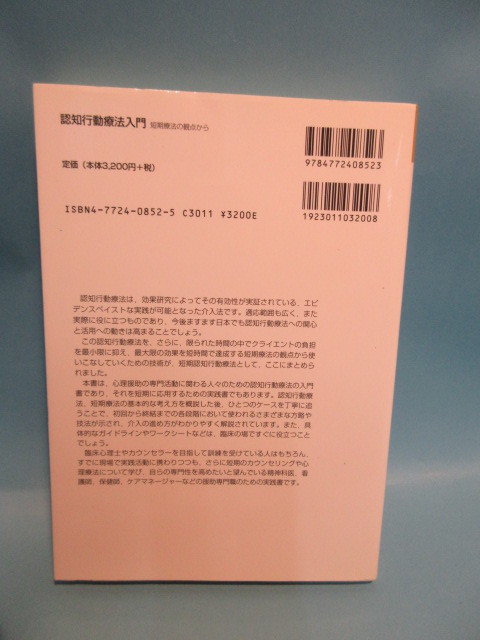 認知行動療法入門 短期療法の観点から
定価（本体3,200円+税）
9784772408523
ISBN4-7724-0852-5 C3011 ¥3200E
1923011032008
認知行動療法は、効果研究によってその有効性が実証されている、エビ
デンスベイストな実践が可能となった介入法です。適応範囲も広く、また
実際に役に立つものであり、今後ますます日本でも認知行動療法への関心
と活用への動きは高まることでしょう。
この認知行動療法を、さらに、限られた時間の中でクライエントの負担
を最小限に抑え、最大限の効果を短時間で達成する短期療法の観点から使
いこなしていくための技術が、短期認知行動療法として、ここにまとめら
れました。
本書は、心理援助の専門活動に関わる人々のための認知行動療法の入門
書であり、それを短期に応用するための実践書でもあります。認知行動療
法、短期療法の基本的な考え方を概説した後、ひとつのケースを丁寧に追
うことで、初回から終結までの各段階において使われるさまざまな方略や
技法が示され、介入の進め方がわかりやすく解説されています。また、具
体的なガイドラインやワークシートなどは、臨床の場ですぐに役立つこと
でしょう。
臨床心理士やカウンセラーを目指して訓練を受けている人はもちろん、
すでに現場で実践活動に携わりつつも、さらに短期のカウンセリングや心
理療法について学び、自らの専門性を高めたいと望んでいる精神科医、看
護師、保健師、ケアマネージャーなどの援助専門職のための実践書です。